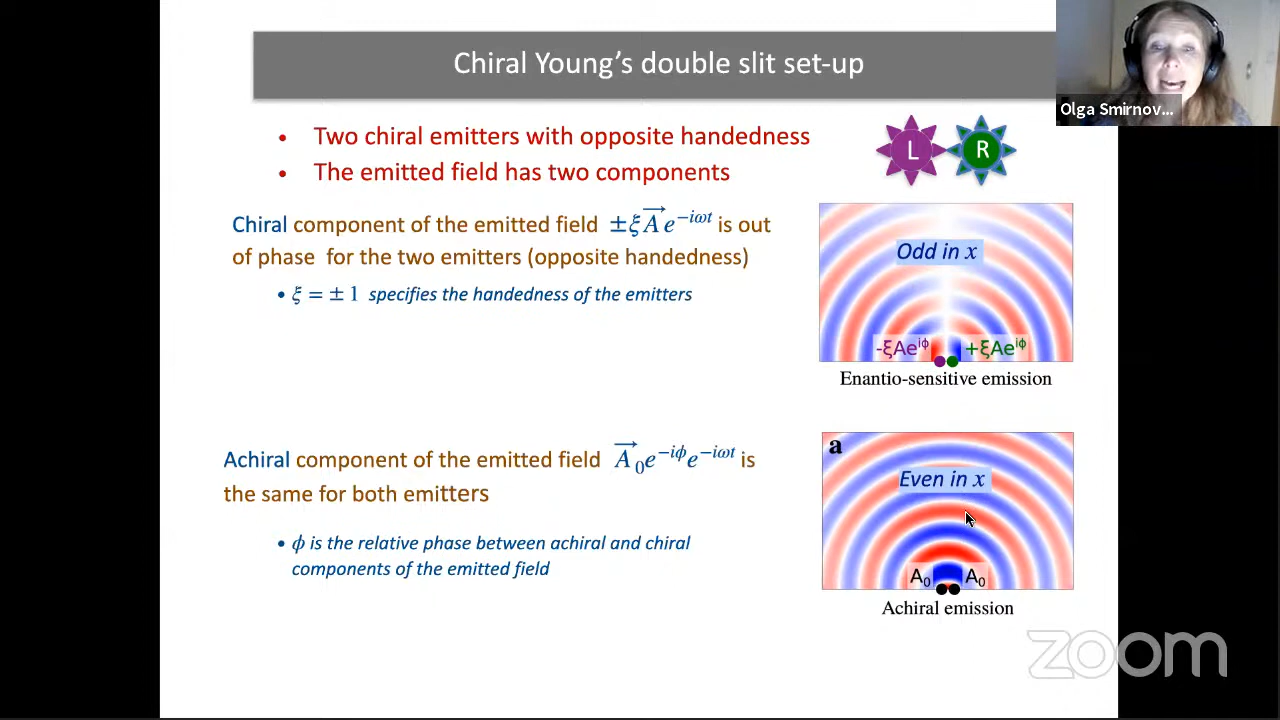 Chiral Young's double slit set-up
Olga Smirnov...
• Two chiral emitters with opposite handedness
• The emitted field has two components
L R
Chiral component of the emitted field ±ξA⃗ e^{−iωt} is out
of phase for the two emitters (opposite handedness)
• ξ = ± 1 specifies the handedness of the emitters
Odd in x
-ξAe^{iϕ} +ξAe^{iϕ}
Enantio-sensitive emission
Achiral component of the emitted field A⃗₀e^{−iϕ}e^{−iωt} is
the same for both emitters
• ϕ is the relative phase between achiral and chiral
components of the emitted field
a
Even in x
A₀ A₀
Achiral emission
zoom